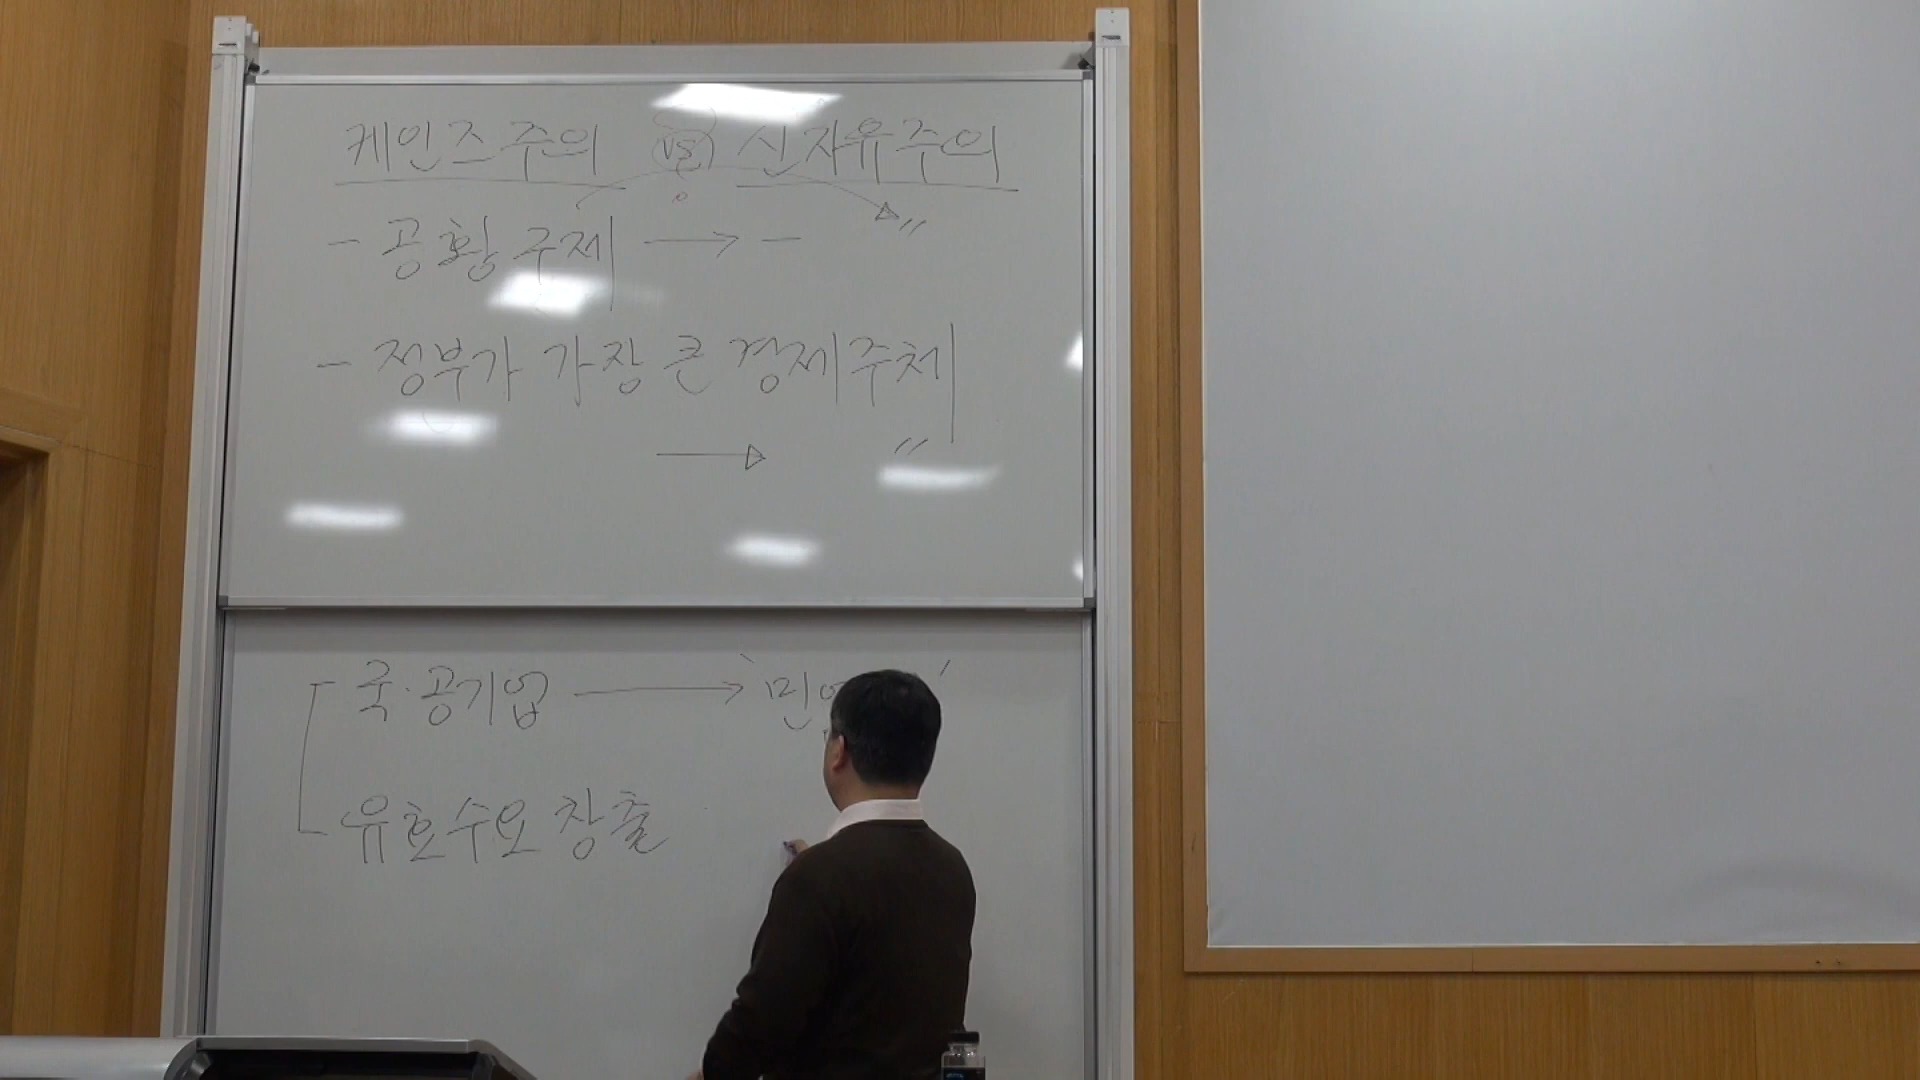 케인즈주의 VS 신자유주의
- 공황 구제 → - 〃
- 정부가 가장 큰 경제주체
→ 〃
국·공기업 → '민
유효수요 창출